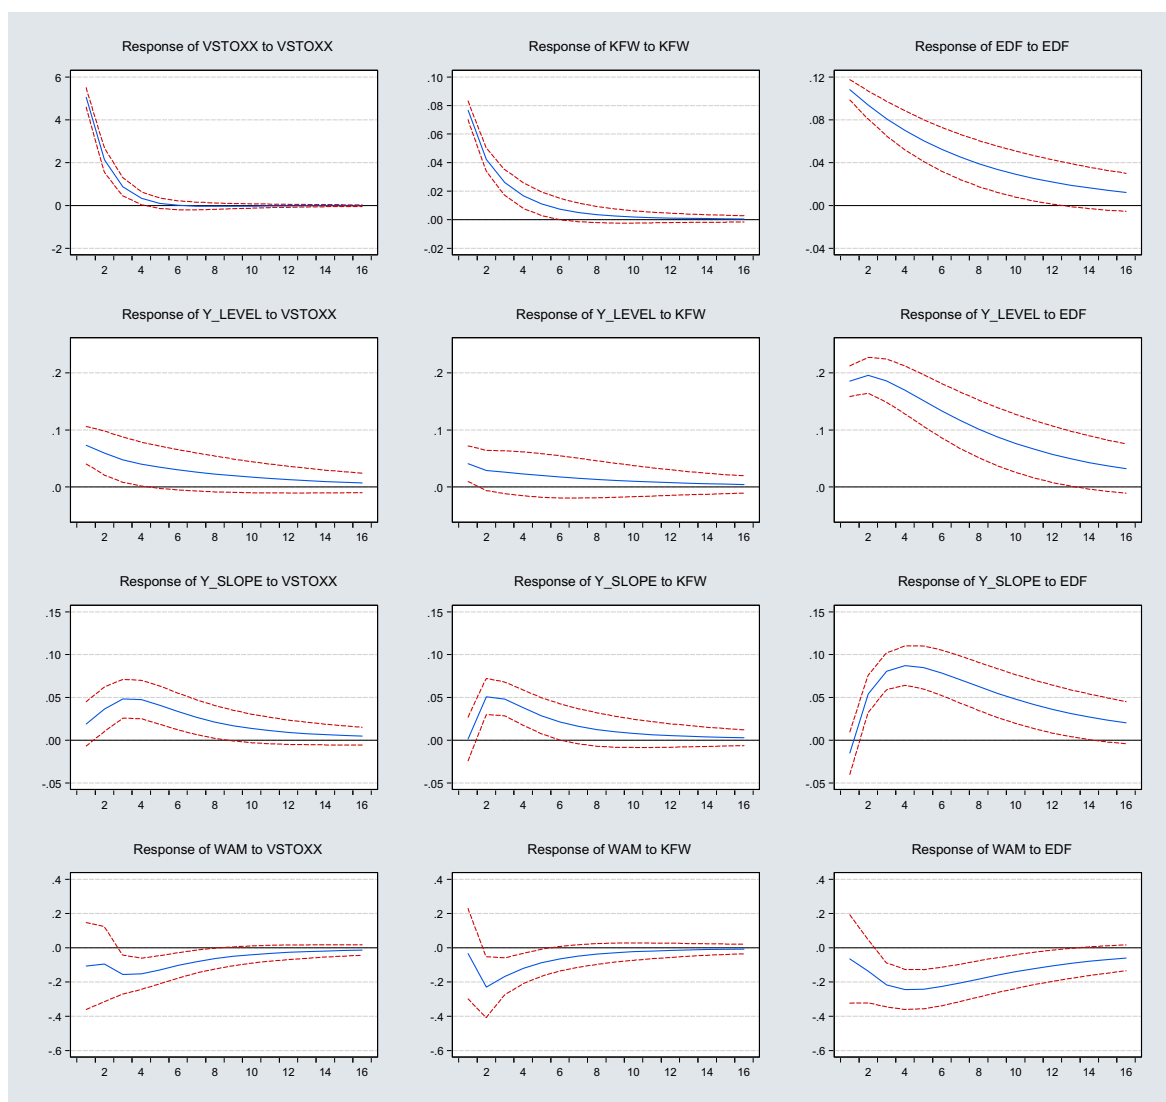 Response of VSTOXX to VSTOXX
6
4
2
0
-2
2 4 6 8 10 12 14 16
Response of KFW to KFW
.10
.08
.06
.04
.02
.00
-.02
2 4 6 8 10 12 14 16
Response of EDF to EDF
.12
.08
.04
.00
-.04
2 4 6 8 10 12 14 16
Response of Y_LEVEL to VSTOXX
.2
.1
.0
2 4 6 8 10 12 14 16
Response of Y_LEVEL to KFW
.2
.1
.0
2 4 6 8 10 12 14 16
Response of Y_LEVEL to EDF
.2
.1
.0
2 4 6 8 10 12 14 16
Response of Y_SLOPE to VSTOXX
.15
.10
.05
.00
-.05
2 4 6 8 10 12 14 16
Response of Y_SLOPE to KFW
.15
.10
.05
.00
-.05
2 4 6 8 10 12 14 16
Response of Y_SLOPE to EDF
.15
.10
.05
.00
-.05
2 4 6 8 10 12 14 16
Response of WAM to VSTOXX
.4
.2
.0
-.2
-.4
-.6
2 4 6 8 10 12 14 16
Response of WAM to KFW
.4
.2
.0
-.2
-.4
-.6
2 4 6 8 10 12 14 16
Response of WAM to EDF
.4
.2
.0
-.2
-.4
-.6
2 4 6 8 10 12 14 16